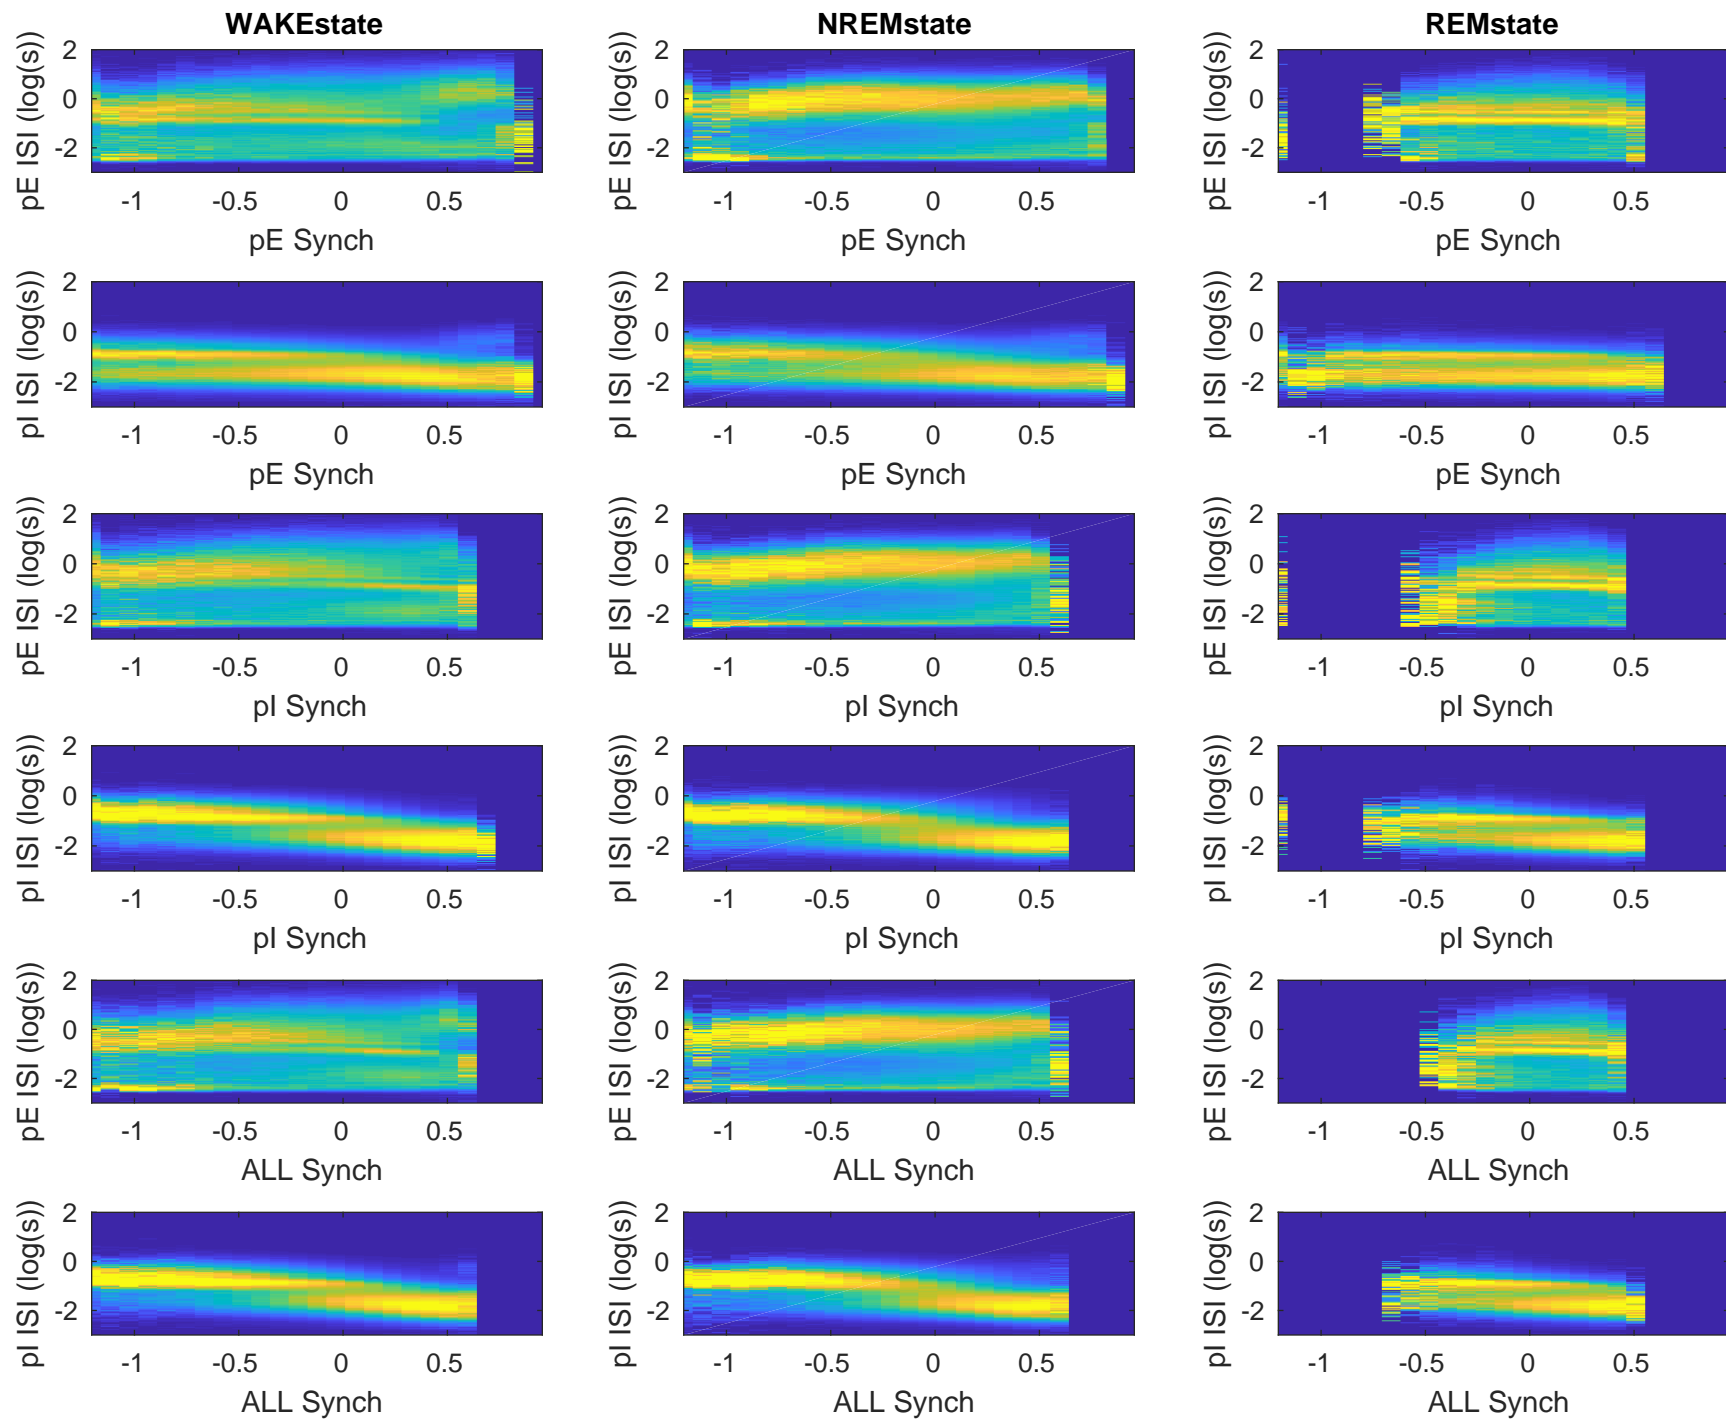 WAKEstate NREMstate REMstate
pE ISI (log(s)) 2 0 -2 pE ISI (log(s)) 2 0 -2 pE ISI (log(s)) 2 0 -2
-1 -0.5 0 0.5 -1 -0.5 0 0.5 -1 -0.5 0 0.5
pE Synch pE Synch pE Synch
pI ISI (log(s)) 2 0 -2 pI ISI (log(s)) 2 0 -2 pI ISI (log(s)) 2 0 -2
-1 -0.5 0 0.5 -1 -0.5 0 0.5 -1 -0.5 0 0.5
pE Synch pE Synch pE Synch
pE ISI (log(s)) 2 0 -2 pE ISI (log(s)) 2 0 -2 pE ISI (log(s)) 2 0 -2
-1 -0.5 0 0.5 -1 -0.5 0 0.5 -1 -0.5 0 0.5
pI Synch pI Synch pI Synch
pI ISI (log(s)) 2 0 -2 pI ISI (log(s)) 2 0 -2 pI ISI (log(s)) 2 0 -2
-1 -0.5 0 0.5 -1 -0.5 0 0.5 -1 -0.5 0 0.5
pI Synch pI Synch pI Synch
pE ISI (log(s)) 2 0 -2 pE ISI (log(s)) 2 0 -2 pE ISI (log(s)) 2 0 -2
-1 -0.5 0 0.5 -1 -0.5 0 0.5 -1 -0.5 0 0.5
ALL Synch ALL Synch ALL Synch
pI ISI (log(s)) 2 0 -2 pI ISI (log(s)) 2 0 -2 pI ISI (log(s)) 2 0 -2
-1 -0.5 0 0.5 -1 -0.5 0 0.5 -1 -0.5 0 0.5
ALL Synch ALL Synch ALL Synch